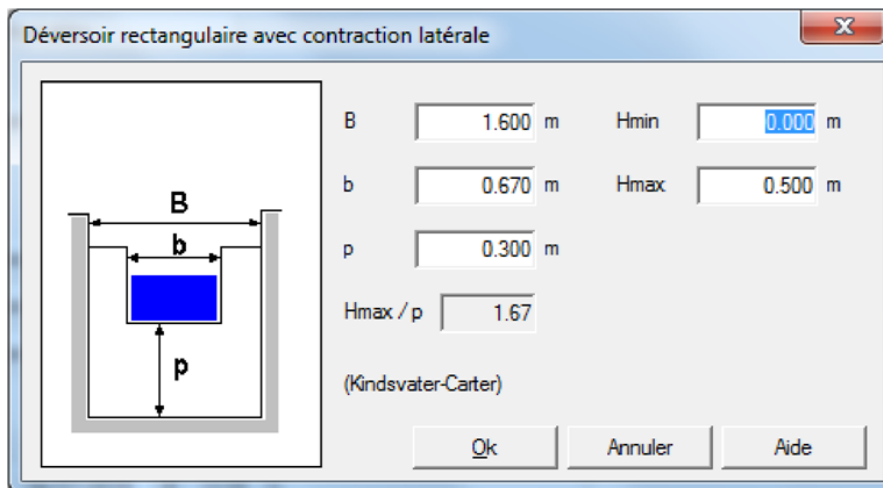 Déversoir rectangulaire avec contraction latérale
B 1.600 m Hmin 0.000 m
b 0.670 m Hmax 0.500 m
p 0.300 m
Hmax / p 1.67
(Kindsvater-Carter)
Ok Annuler Aide
B
b
p